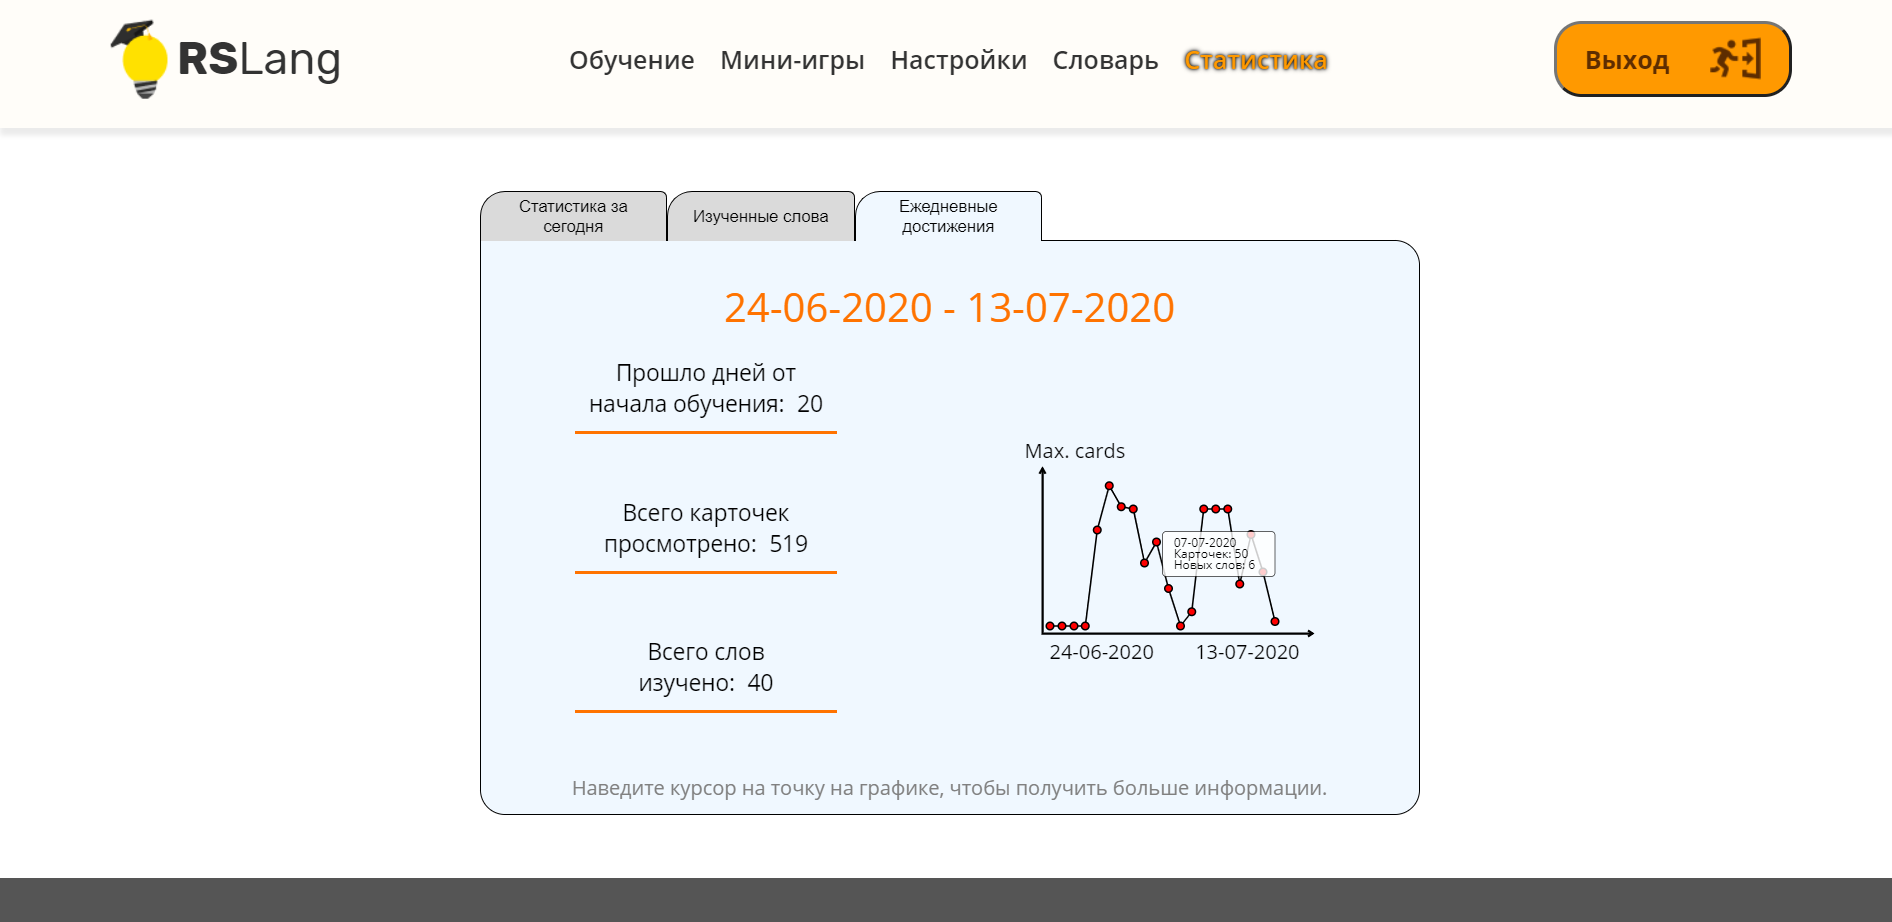 RSLang
Обучение Мини-игры Настройки Словарь Статистика
Выход
Статистика за
сегодня
Изученные слова
Ежедневные
достижения
24-06-2020 - 13-07-2020
Прошло дней от
начала обучения: 20
Всего карточек
просмотрено: 519
Всего слов
изучено: 40
Max. cards
07-07-2020
Карточек: 50
Новых слов: 6
24-06-2020 13-07-2020
Наведите курсор на точку на графике, чтобы получить больше информации.